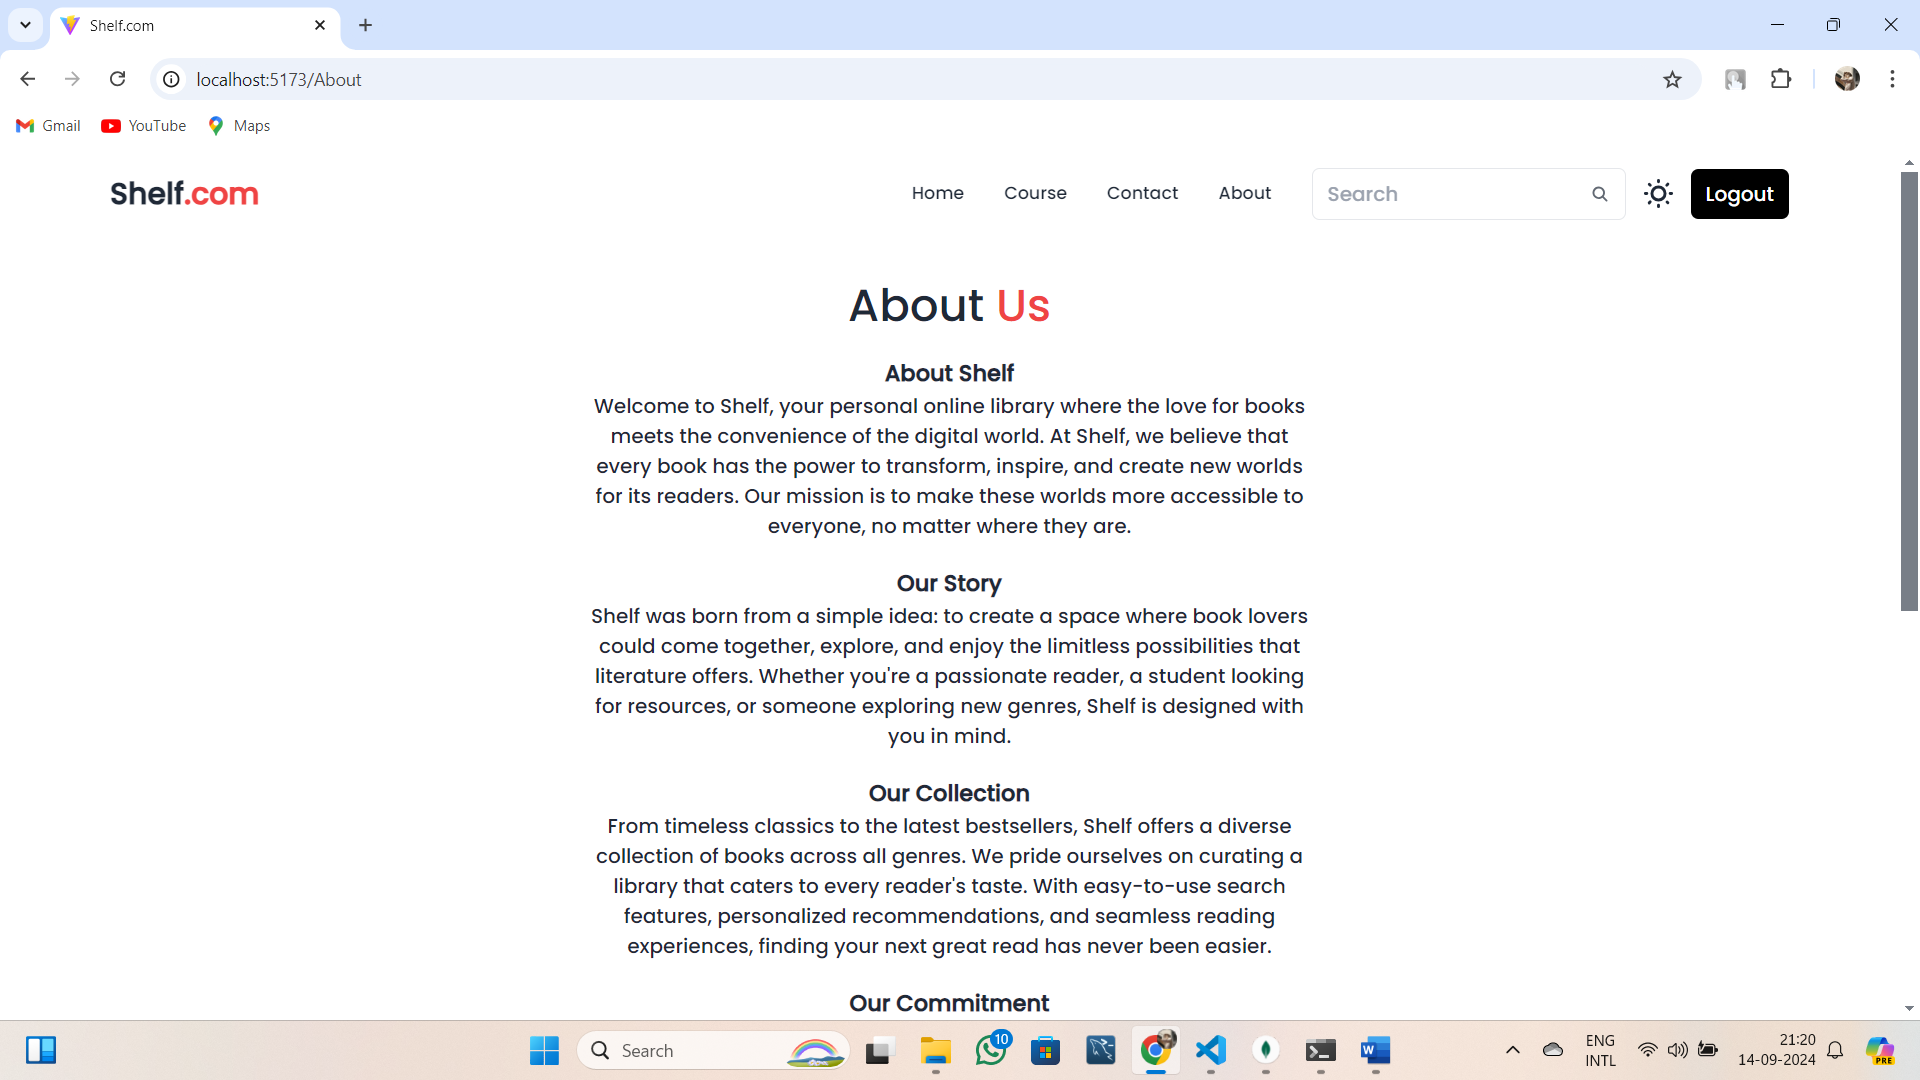 Shelf.com
localhost:5173/About
Gmail YouTube Maps
Shelf.com Home Course Contact About Search Logout
About Us
About Shelf
Welcome to Shelf, your personal online library where the love for books
meets the convenience of the digital world. At Shelf, we believe that
every book has the power to transform, inspire, and create new worlds
for its readers. Our mission is to make these worlds more accessible to
everyone, no matter where they are.
Our Story
Shelf was born from a simple idea: to create a space where book lovers
could come together, explore, and enjoy the limitless possibilities that
literature offers. Whether you're a passionate reader, a student looking
for resources, or someone exploring new genres, Shelf is designed with
you in mind.
Our Collection
From timeless classics to the latest bestsellers, Shelf offers a diverse
collection of books across all genres. We pride ourselves on curating a
library that caters to every reader's taste. With easy-to-use search
features, personalized recommendations, and seamless reading
experiences, finding your next great read has never been easier.
Our Commitment
Search
10
W
ENG
INTL
21:20
14-09-2024
PRE